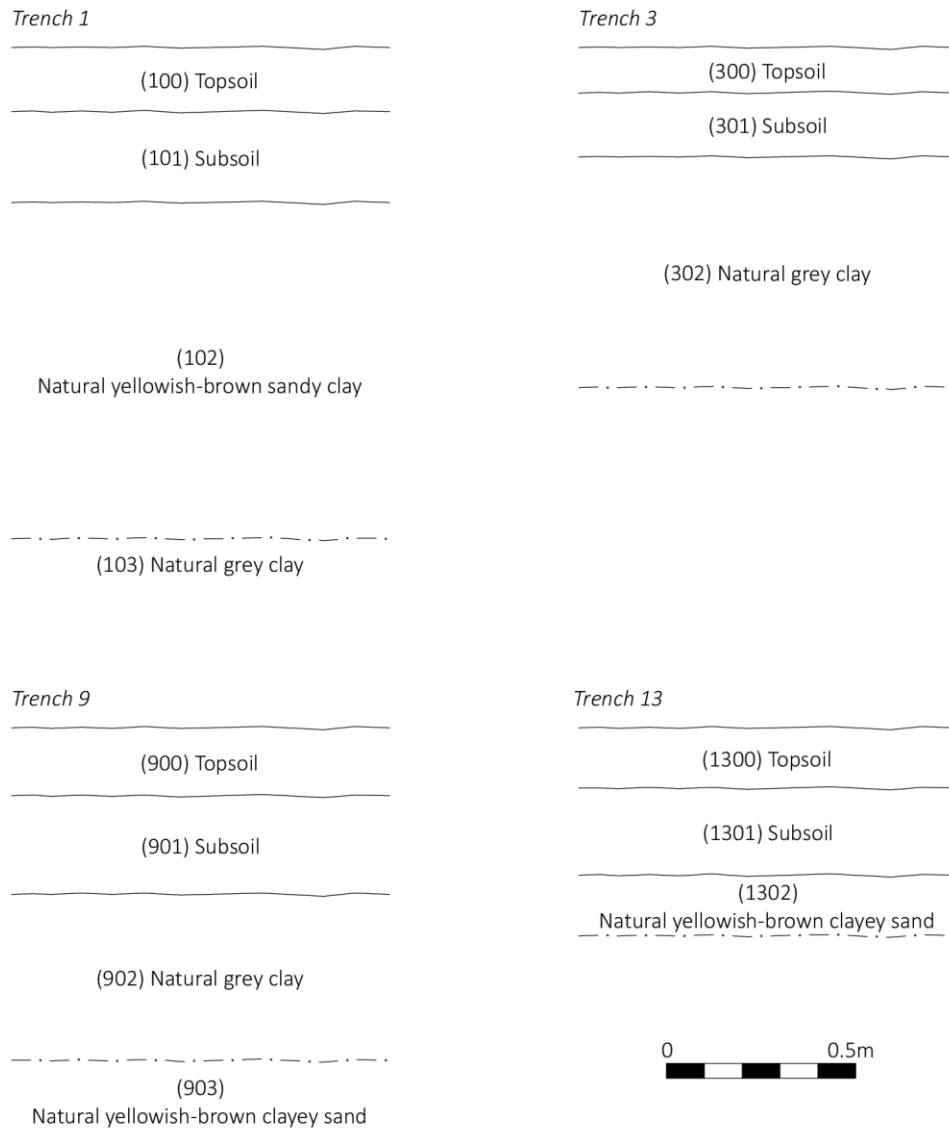 Trench 1
(100) Topsoil
(101) Subsoil
(102)
Natural yellowish-brown sandy clay
(103) Natural grey clay
Trench 3
(300) Topsoil
(301) Subsoil
(302) Natural grey clay
Trench 9
(900) Topsoil
(901) Subsoil
(902) Natural grey clay
(903)
Natural yellowish-brown clayey sand
Trench 13
(1300) Topsoil
(1301) Subsoil
(1302)
Natural yellowish-brown clayey sand
0 0.5m